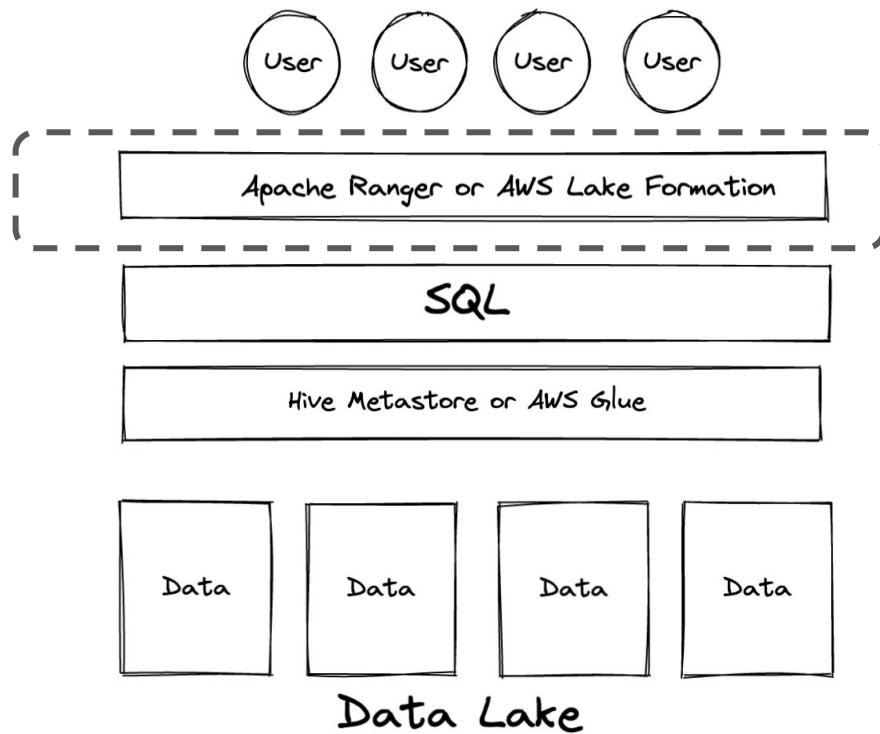 User User User User
Apache Ranger or AWS Lake Formation
SQL
Hive Metastore or AWS Glue
Data Data Data Data
Data Lake